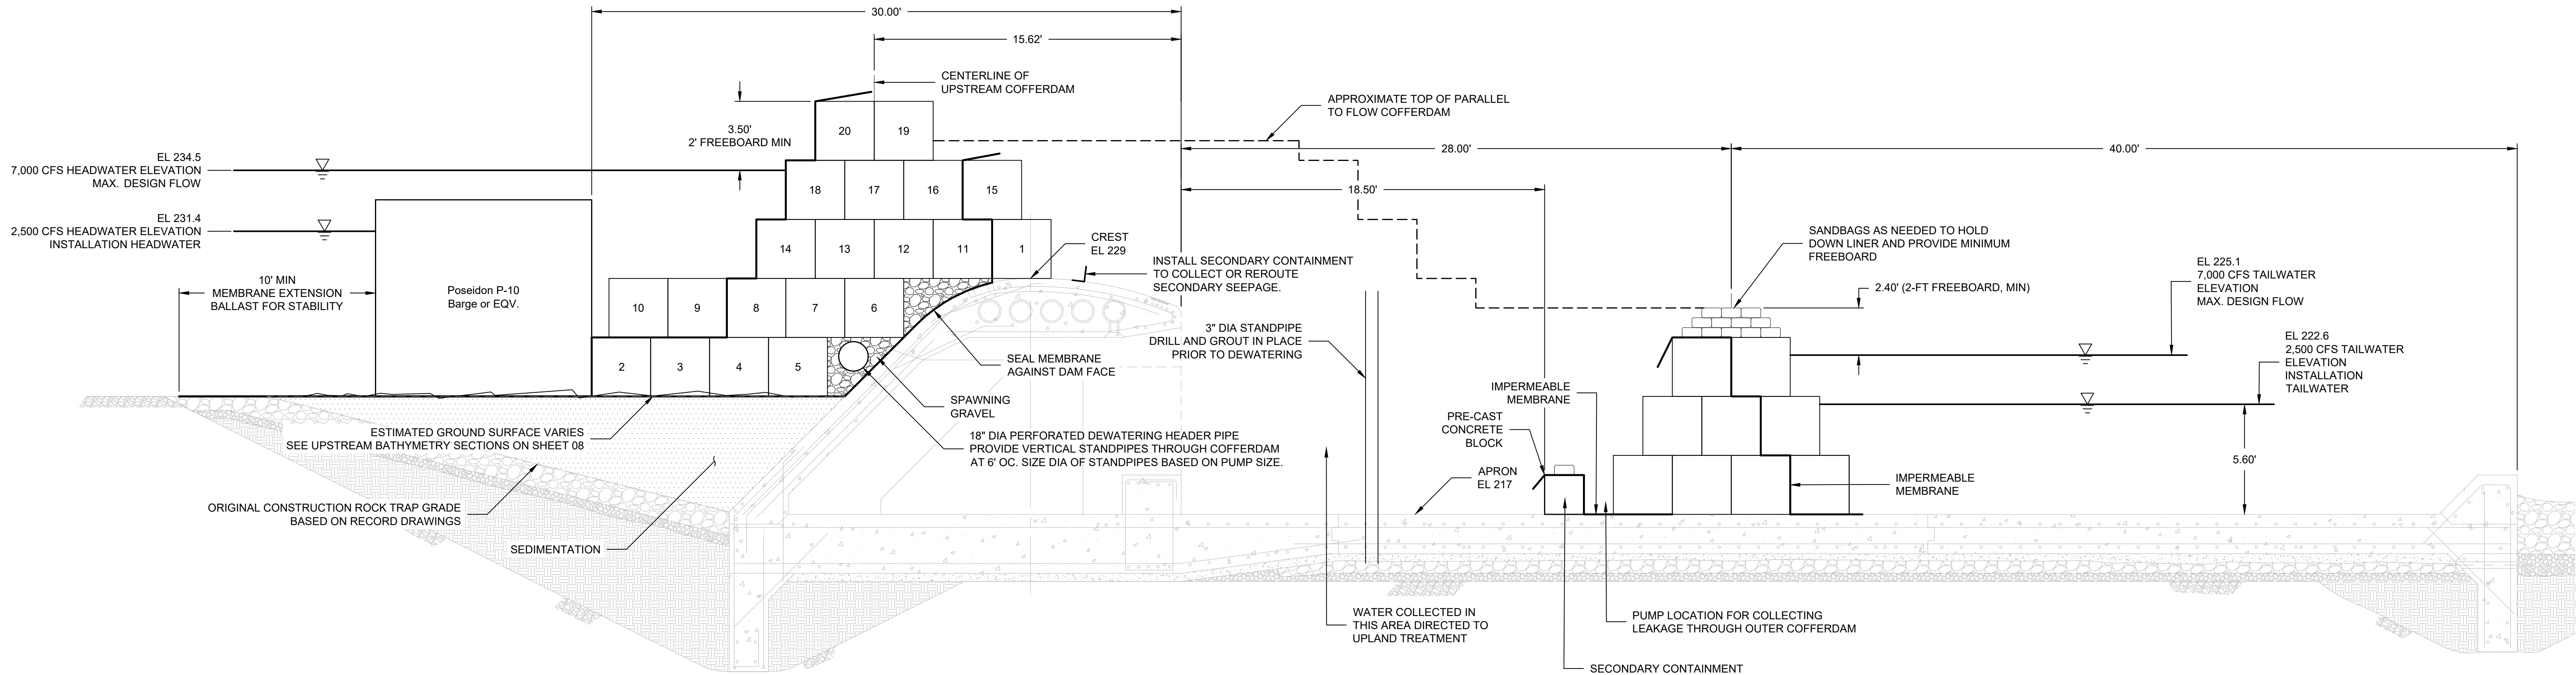 30.00'
15.62'
CENTERLINE OF
UPSTREAM COFFERDAM
APPROXIMATE TOP OF PARALLEL
TO FLOW COFFERDAM
3.50'
2' FREEBOARD MIN
20
19
28.00'
40.00'
EL 234.5
7,000 CFS HEADWATER ELEVATION
MAX. DESIGN FLOW
18
17
16
15
18.50'
EL 231.4
2,500 CFS HEADWATER ELEVATION
INSTALLATION HEADWATER
14
13
12
11
1
CREST
EL 229
INSTALL SECONDARY CONTAINMENT
TO COLLECT OR REROUTE
SECONDARY SEEPAGE.
SANDBAGS AS NEEDED TO HOLD
DOWN LINER AND PROVIDE MINIMUM
FREEBOARD
EL 225.1
7,000 CFS TAILWATER
ELEVATION
MAX. DESIGN FLOW
10' MIN
MEMBRANE EXTENSION
BALLAST FOR STABILITY
Poseidon P-10
Barge or EQV.
10
9
8
7
6
2.40' (2-FT FREEBOARD, MIN)
3" DIA STANDPIPE
DRILL AND GROUT IN PLACE
PRIOR TO DEWATERING
EL 222.6
2,500 CFS TAILWATER
ELEVATION
INSTALLATION
TAILWATER
2
3
4
5
SEAL MEMBRANE
AGAINST DAM FACE
SPAWNING
GRAVEL
IMPERMEABLE
MEMBRANE
PRE-CAST
CONCRETE
BLOCK
ESTIMATED GROUND SURFACE VARIES
SEE UPSTREAM BATHYMETRY SECTIONS ON SHEET 08
18" DIA PERFORATED DEWATERING HEADER PIPE
PROVIDE VERTICAL STANDPIPES THROUGH COFFERDAM
AT 6' OC. SIZE DIA OF STANDPIPES BASED ON PUMP SIZE.
5.60'
APRON
EL 217
IMPERMEABLE
MEMBRANE
ORIGINAL CONSTRUCTION ROCK TRAP GRADE
BASED ON RECORD DRAWINGS
SEDIMENTATION
WATER COLLECTED IN
THIS AREA DIRECTED TO
UPLAND TREATMENT
PUMP LOCATION FOR COLLECTING
LEAKAGE THROUGH OUTER COFFERDAM
SECONDARY CONTAINMENT